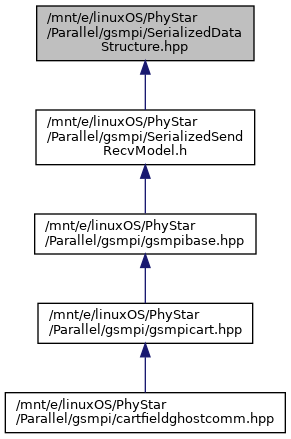 /mnt/e/linuxOS/PhyStar
/Parallel/gsmpi/SerializedData
Structure.hpp
/mnt/e/linuxOS/PhyStar
/Parallel/gsmpi/SerializedSend
RecvModel.h
/mnt/e/linuxOS/PhyStar
/Parallel/gsmpi/gsmpibase.hpp
/mnt/e/linuxOS/PhyStar
/Parallel/gsmpi/gsmpicart.hpp
/mnt/e/linuxOS/PhyStar
/Parallel/gsmpi/cartfieldghostcomm.hpp